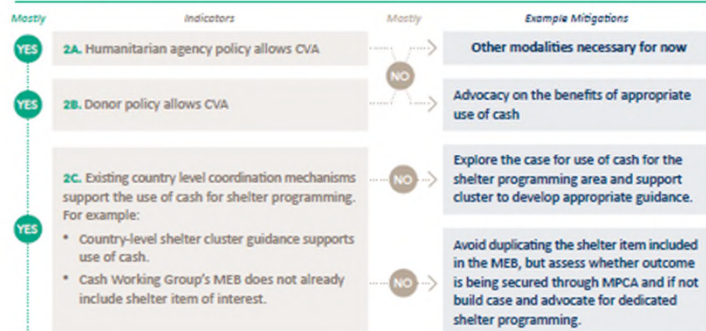 Mostly
Indicators
Mostly
Example Mitigations
YES
2A. Humanitarian agency policy allows CVA
Other modalities necessary for now
NO
YES
2B. Donor policy allows CVA
Advocacy on the benefits of appropriate
use of cash
YES
2C. Existing country level coordination mechanisms
support the use of cash for shelter programming.
For example:
• Country-level shelter cluster guidance supports
use of cash.
• Cash Working Group's MEB does not already
include shelter item of interest.
NO
Explore the case for use of cash for the
shelter programming area and support
cluster to develop appropriate guidance.
NO
Avoid duplicating the shelter item included
in the MEB, but assess whether outcome
is being secured through MPCA and if not
build case and advocate for dedicated
shelter programming.